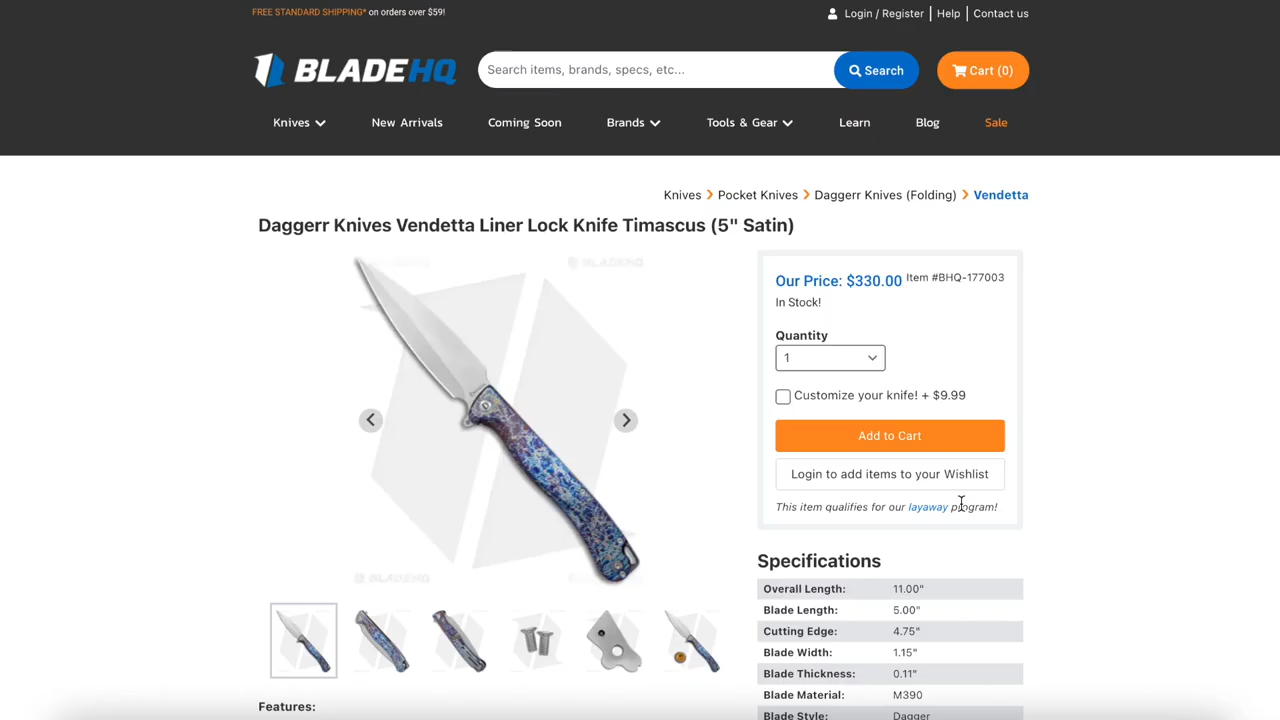 FREE STANDARD SHIPPING* on orders over $59!
Login / Register
Help
Contact us
BLADEHQ
Search items, brands, specs, etc...
Search
Cart (0)
Knives
New Arrivals
Coming Soon
Brands
Tools & Gear
Learn
Blog
Sale
Knives
Pocket Knives
Daggerr Knives (Folding)
Vendetta
Daggerr Knives Vendetta Liner Lock Knife Timascus (5" Satin)
BLADEHQ
BLADEHQ
Our Price: $330.00
Item #BHQ-177003
In Stock!
Quantity
1
Customize your knife! + $9.99
Add to Cart
Login to add items to your Wishlist
This item qualifies for our layaway program!
Specifications
Overall Length: 11.00"
Blade Length: 5.00"
Cutting Edge: 4.75"
Blade Width: 1.15"
Blade Thickness: 0.11"
Blade Material: M390
Blade Style: Dagger
Features: